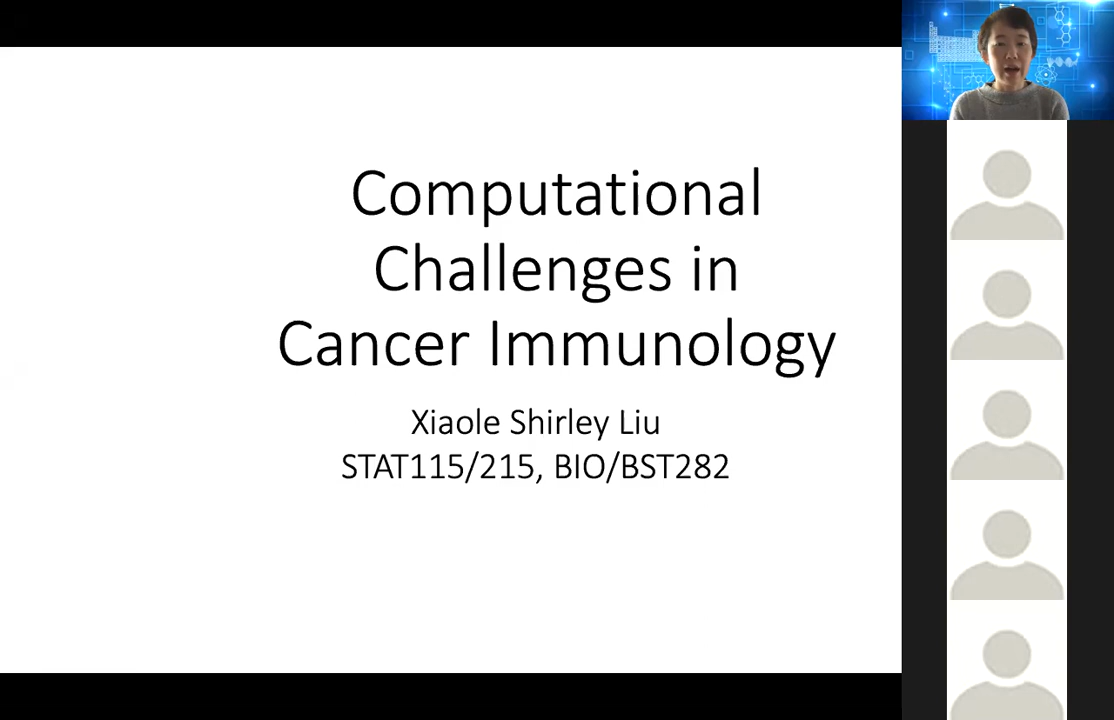 Computational
Challenges in
Cancer Immunology
Xiaole Shirley Liu
STAT115/215, BIO/BST282